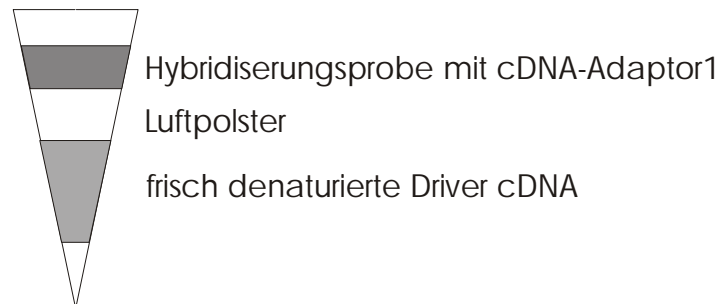 Hybridiserungsprobe mit cDNA-Adaptor1
Luftpolster
frisch denaturierte Driver cDNA